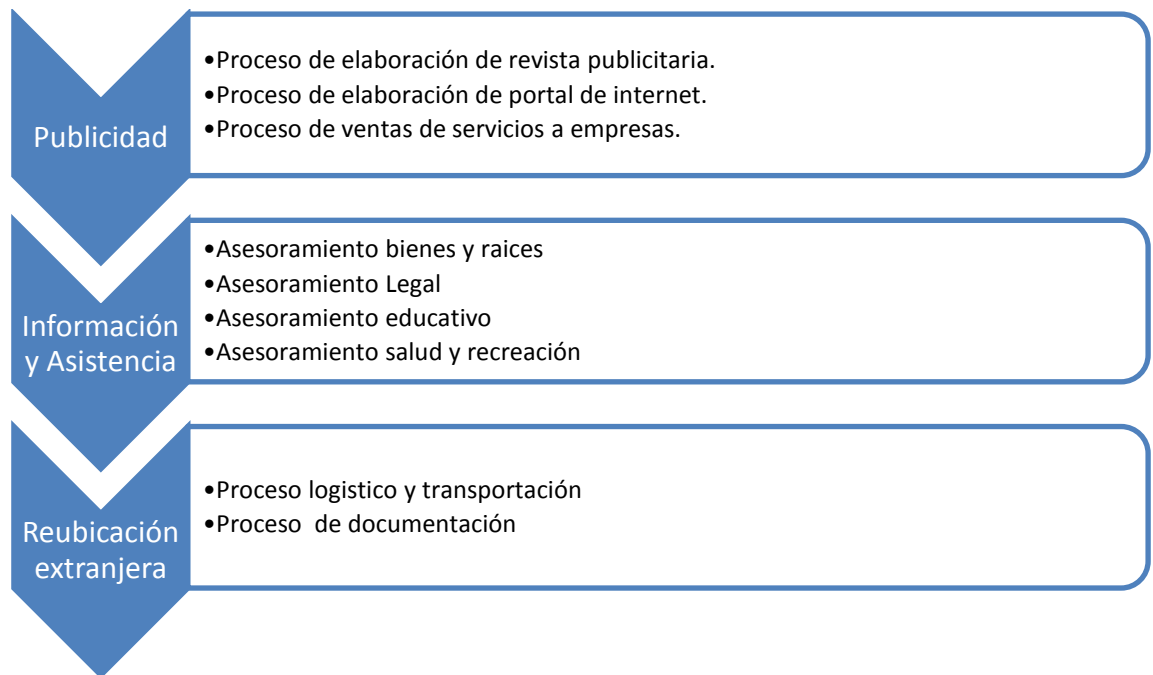 Publicidad
•Proceso de elaboración de revista publicitaria.
•Proceso de elaboración de portal de internet.
•Proceso de ventas de servicios a empresas.
Información
y Asistencia
•Asesoramiento bienes y raices
•Asesoramiento Legal
•Asesoramiento educativo
•Asesoramiento salud y recreación
Reubicación
extranjera
•Proceso logistico y transportación
•Proceso  de documentación